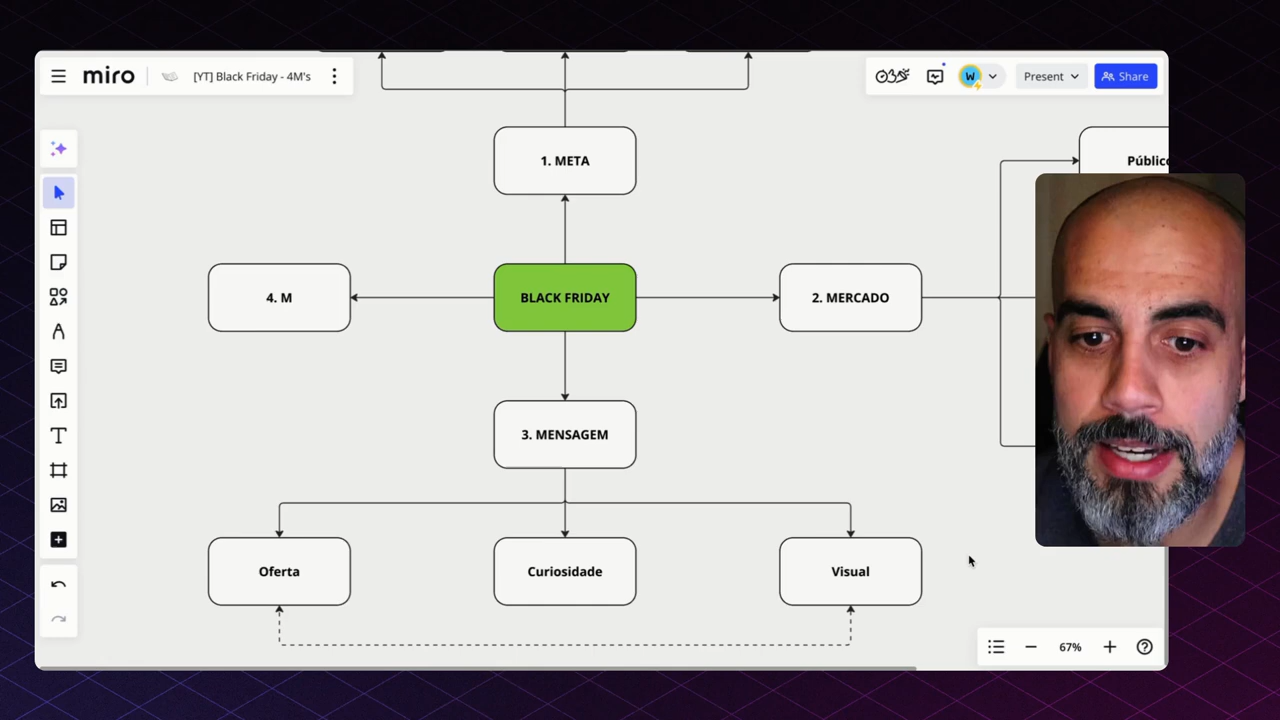 miro
[YT] Black Friday - 4M's
W
Present
Share
1. META
Público
4. M
BLACK FRIDAY
2. MERCADO
3. MENSAGEM
Oferta
Curiosidade
Visual
67%